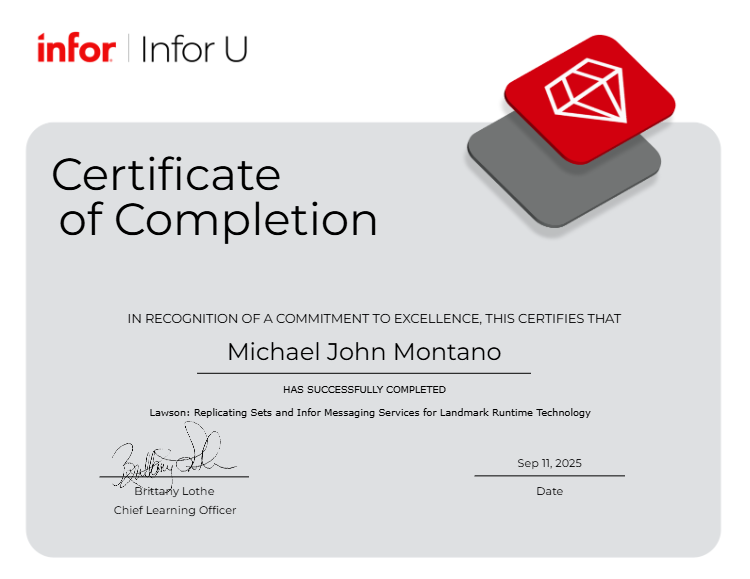 infor | Infor U
Certificate
of Completion
IN RECOGNITION OF A COMMITMENT TO EXCELLENCE, THIS CERTIFIES THAT
Michael John Montano
HAS SUCCESSFULLY COMPLETED
Lawson: Replicating Sets and Infor Messaging Services for Landmark Runtime Technology
Brittany Lothe
Sep 11, 2025
Brittany Lothe
Date
Chief Learning Officer